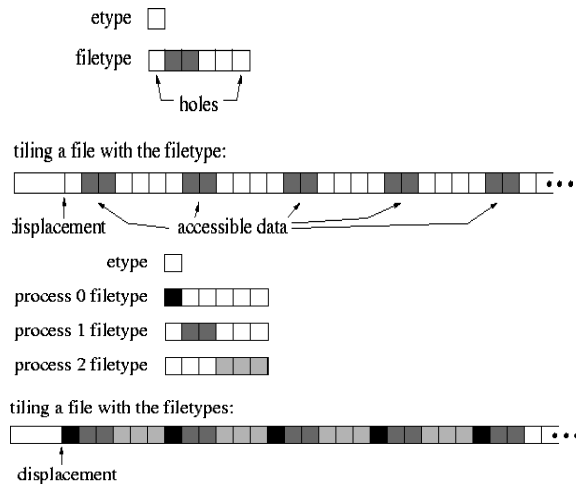 etype
filetype
holes
tiling a file with the filetype:
displacement
accessible data
etype
process 0 filetype
process 1 filetype
process 2 filetype
tiling a file with the filetypes:
displacement